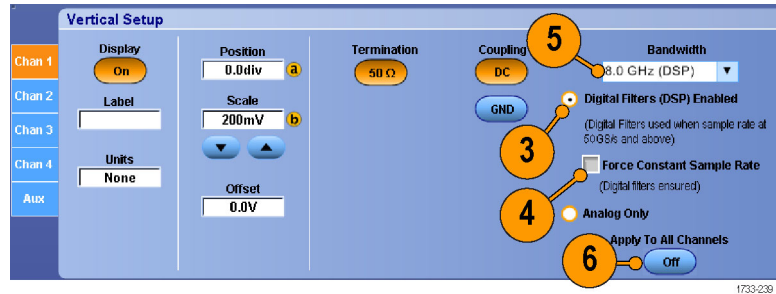 Vertical Setup
Chan 1
Chan 2
Chan 3
Chan 4
Aux
Display
On
Label
Units
None
Position
0.0div
a
Scale
200mV
b
Offset
0.0V
Termination
50 Ω
Coupling
DC
GND
5
Bandwidth
8.0 GHz (DSP)
3
Digital Filters (DSP) Enabled
(Digital Filters used when sample rate at
50GS/s and above)
4
Force Constant Sample Rate
(Digital filters ensured)
Analog Only
6
Apply To All Channels
Off
1733-239